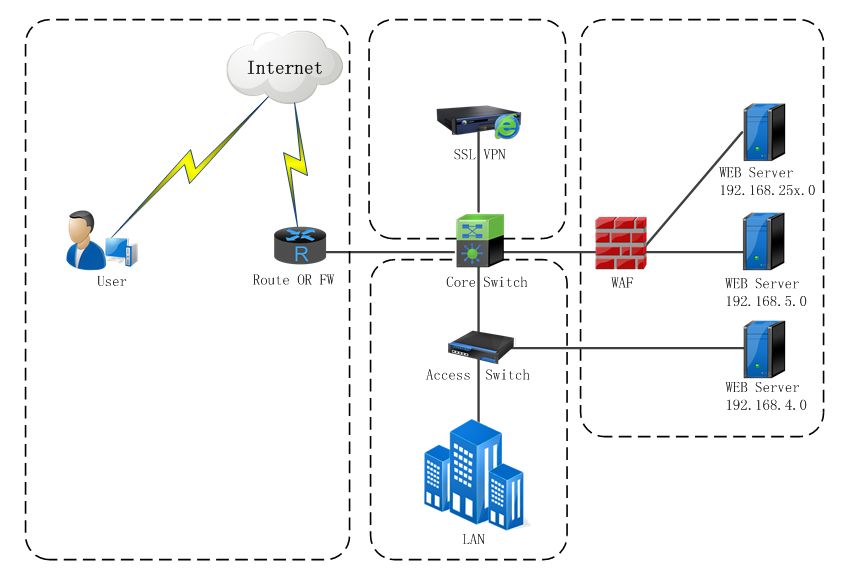 Internet
SSL VPN
WEB Server
192.168.25x.0
R
User
Route OR FW
Core Switch
WAF
WEB Server
192.168.5.0
Access Switch
WEB Server
192.168.4.0
LAN